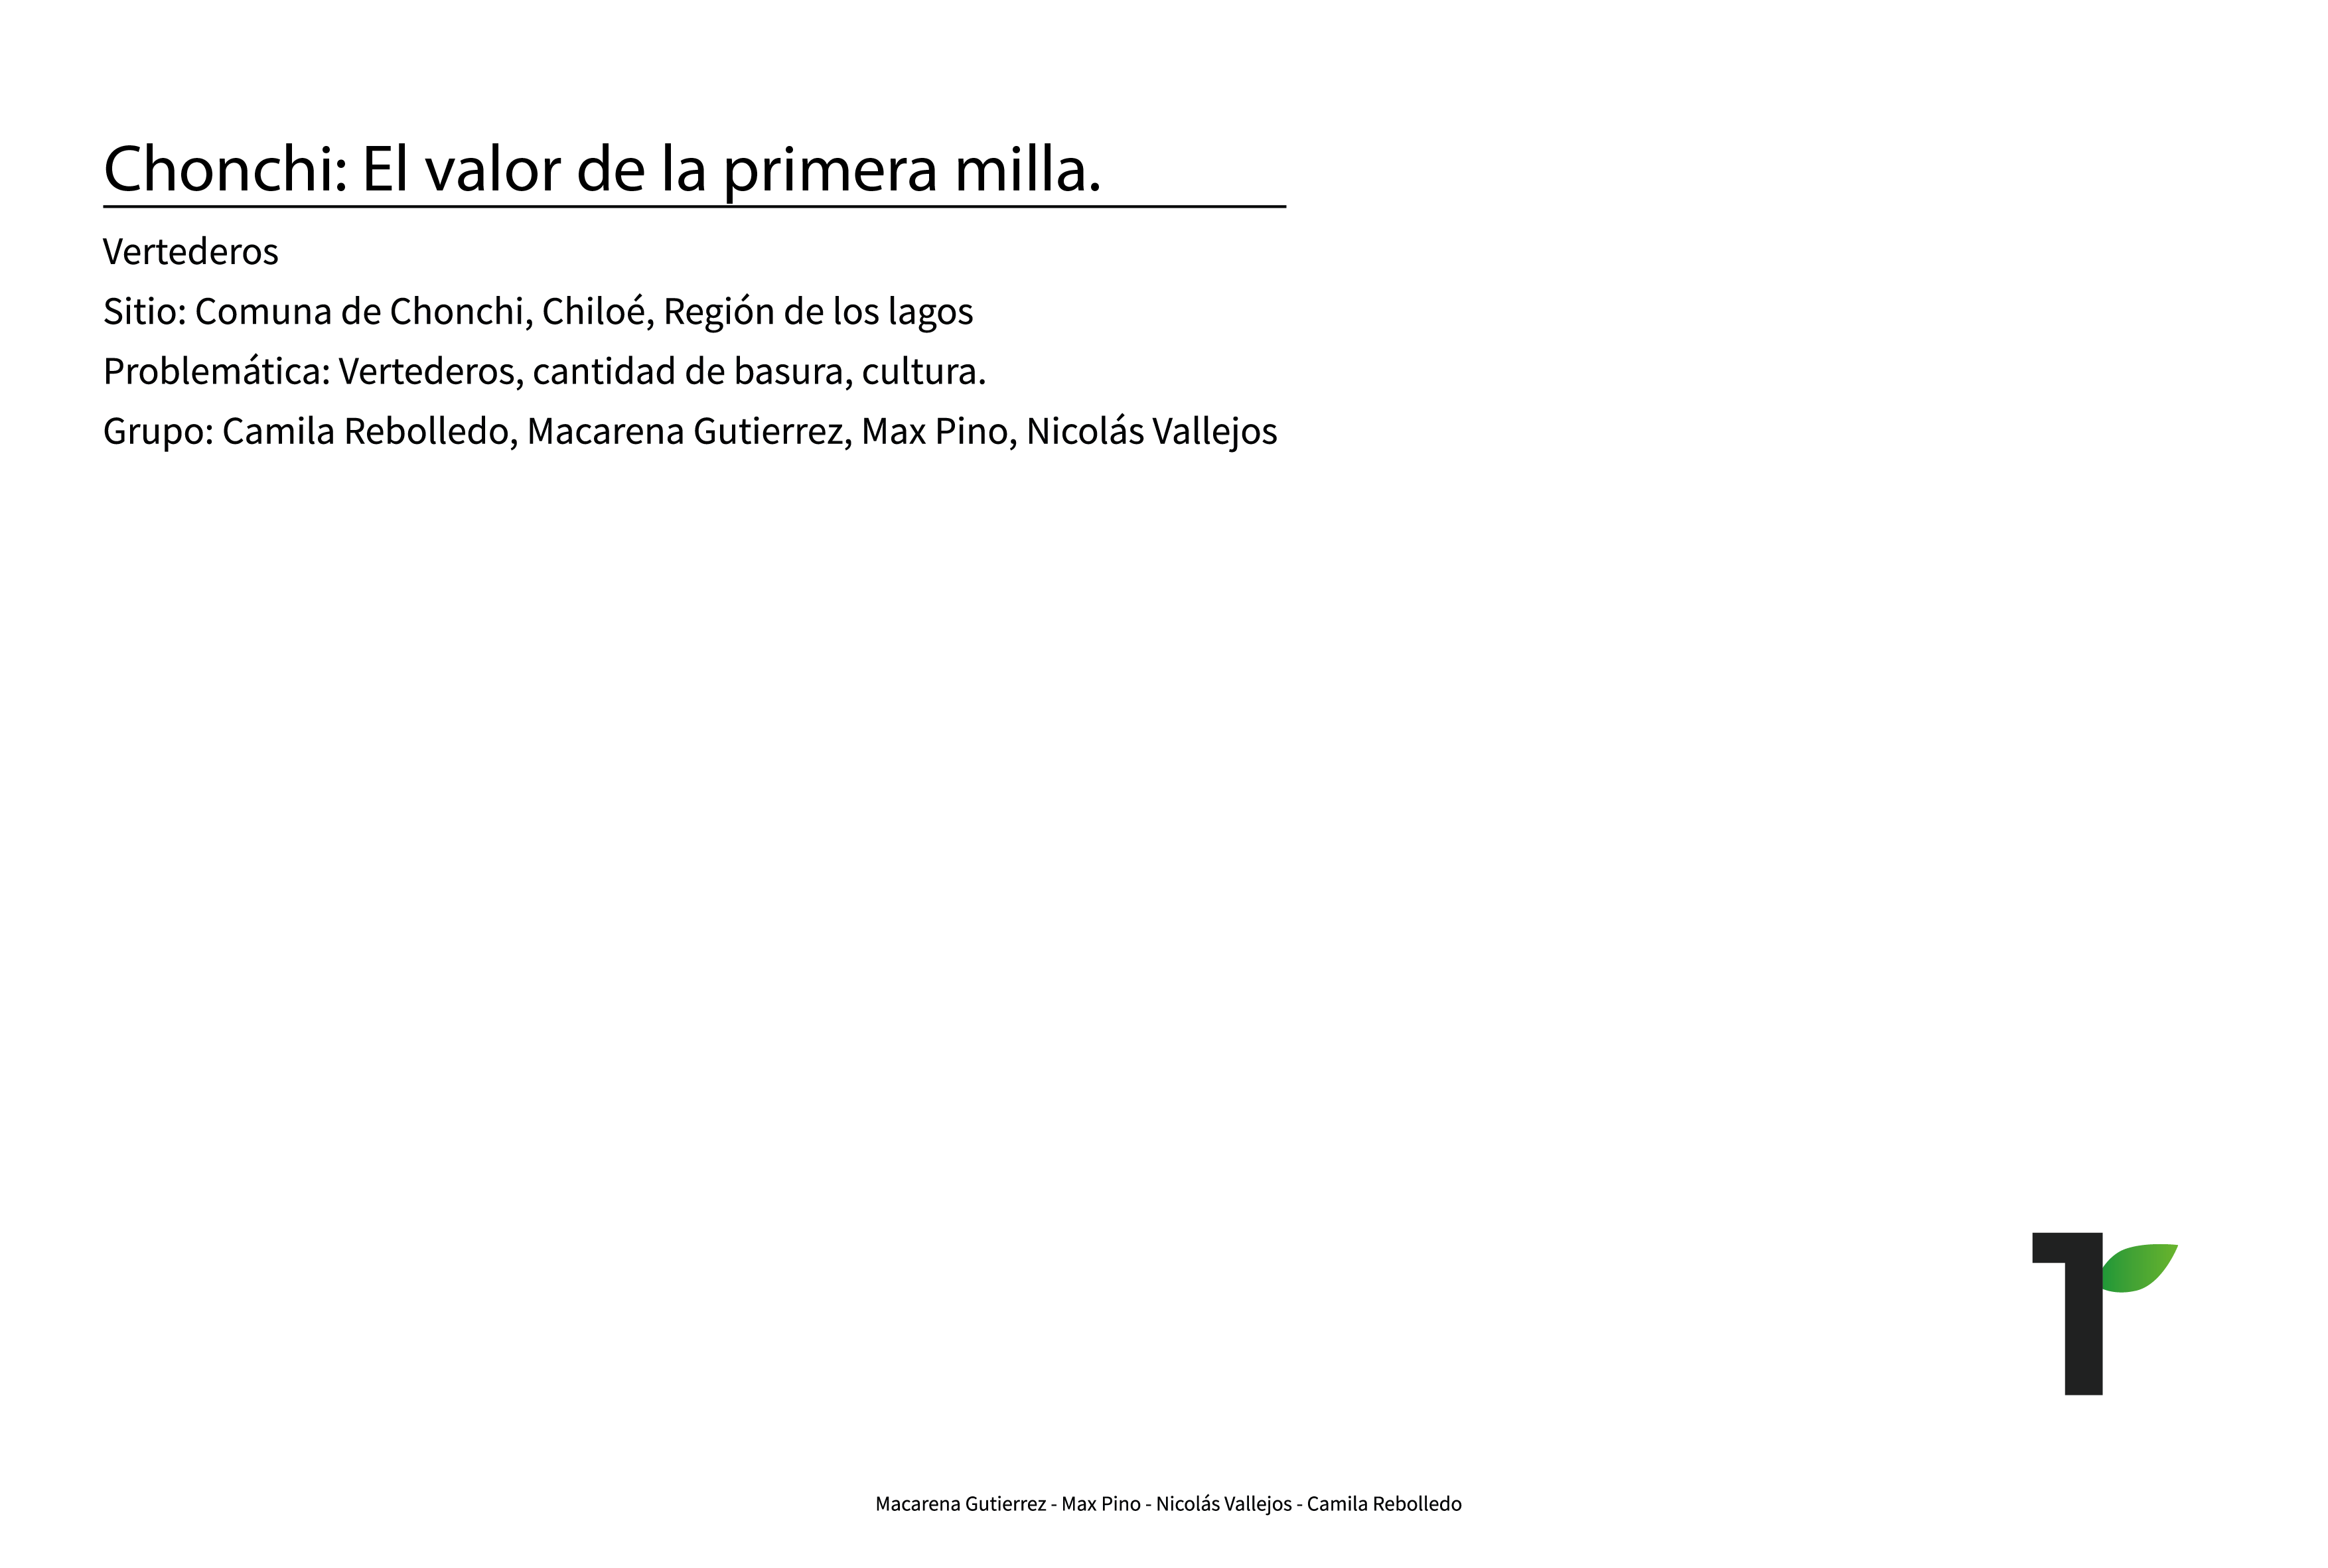 Chonchi: El valor de la primera milla.
Vertederos
Sitio: Comuna de Chonchi, Chiloé, Región de los lagos
Problemática: Vertederos, cantidad de basura, cultura.
Grupo: Camila Rebolledo, Macarena Gutierrez, Max Pino, Nicolás Vallejos
1
Macarena Gutierrez - Max Pino - Nicolás Vallejos - Camila Rebolledo